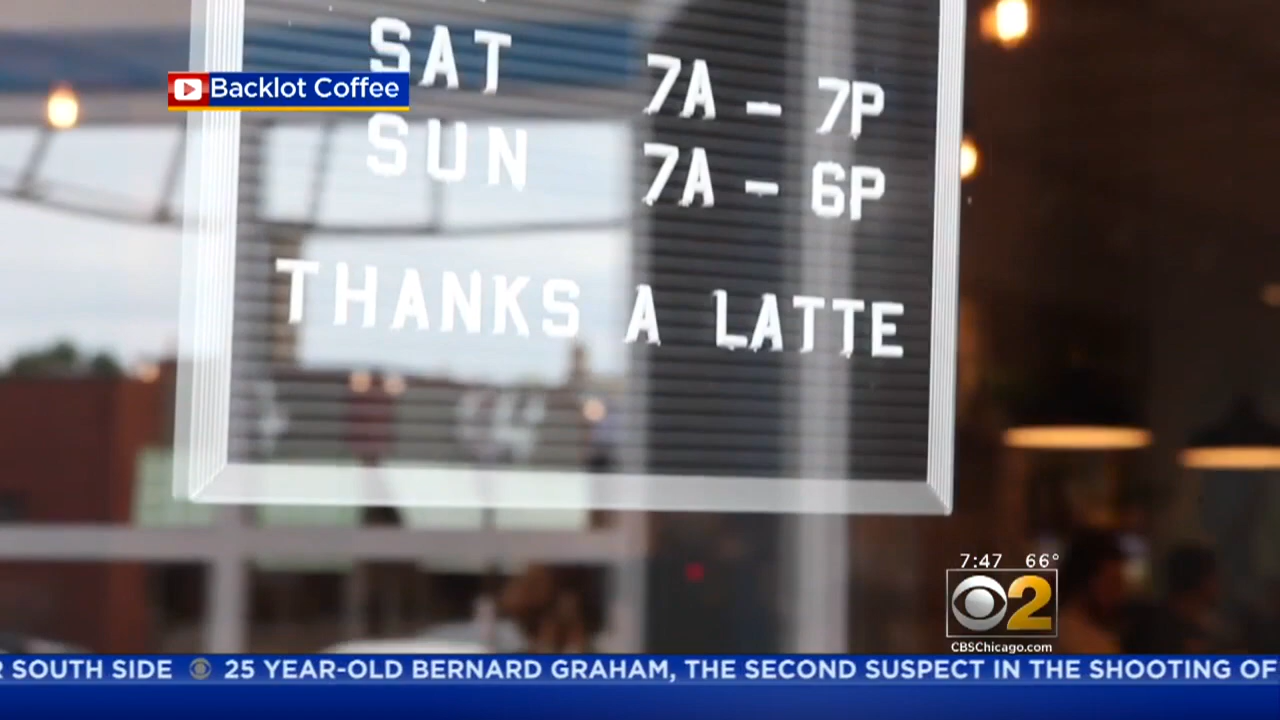 SAT 7A - 7P
Backlot Coffee
SUN 7A - 6P
THANKS A LATTE
7:47 66°
2
CBSChicago.com
R SOUTH SIDE 25 YEAR-OLD BERNARD GRAHAM, THE SECOND SUSPECT IN THE SHOOTING OF